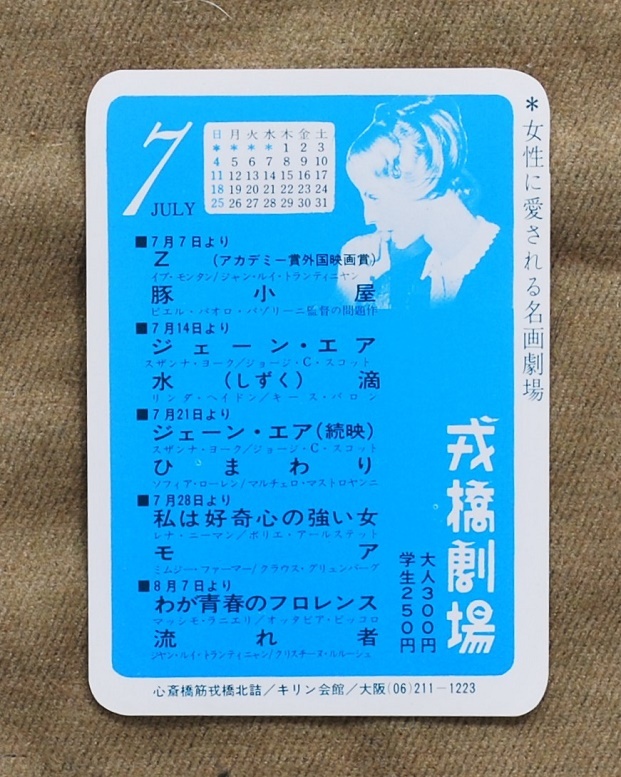 7
JULY
日 月 火 水 木 金 土
* * * * 1 2 3
4 5 6 7 8 9 10
11 12 13 14 15 16 17
18 19 20 21 22 23 24
25 26 27 28 29 30 31
*女性に愛される名画劇場
■7月7日より
Z (アカデミー賞外国映画賞)
イブ・モンタン/ジャン・ルイ・トランティニヤン
豚小屋
ピエル・パオロ・パゾリーニ監督の問題作
■7月14日より
ジェーン・エア
スザンナ・ヨーク/ジョージ・C・スコット
水(しずく)滴
リンダ・ヘイドン/キース・バロン
■7月21日より
ジェーン・エア(続映)
スザンナ・ヨーク/ジョージ・C・スコット
ひまわり
ソフィア・ローレン/マルチェロ・マストロヤンニ
■7月28日より
私は好奇心の強い女
レナ・ニーマン/ボリエ・アールステット
モア
ミムジー・ファーマー/クラウス・グリュンバーグ
■8月7日より
わが青春のフロレンス
マッシモ・ラニエリ/オッタビア・ピッコロ
流れ者
ジャン・ルイ・トランティニャン/クリスチーヌ・ルルーシュ
戎橋劇場
大人300円
学生250円
心斎橋筋戎橋北詰/キリン会館/大阪(06)211-1223